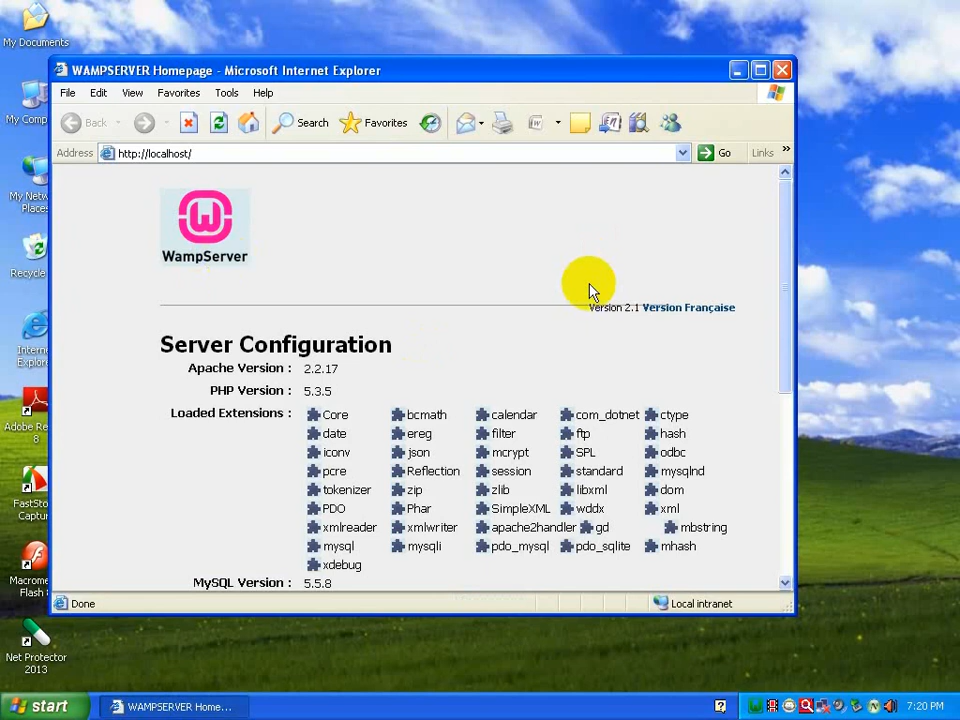 My Documents
WAMPSERVER Homepage - Microsoft Internet Explorer
File Edit View Favorites Tools Help
My Comp
Back Search Favorites
Address http://localhost/ Go Links »
My Netw
Places
WampServer
Recycle
Version 2.1 Version Française
Server Configuration
Intern
Explor
Apache Version : 2.2.17
PHP Version : 5.3.5
Loaded Extensions :
Core bcmath calendar com_dotnet ctype
date ereg filter ftp hash
iconv json mcrypt SPL odbc
pcre Reflection session standard mysqlnd
tokenizer zip zlib libxml dom
PDO Phar SimpleXML wddx xml
xmlreader xmlwriter apache2handler gd mbstring
mysql mysqli pdo_mysql pdo_sqlite mhash
xdebug
MySQL Version : 5.5.8
Adobe Re
8
FastSto
Captur
Macrome
Flash 8
Done Local intranet
Net Protector
2013
start WAMPSERVER Home... 7:20 PM